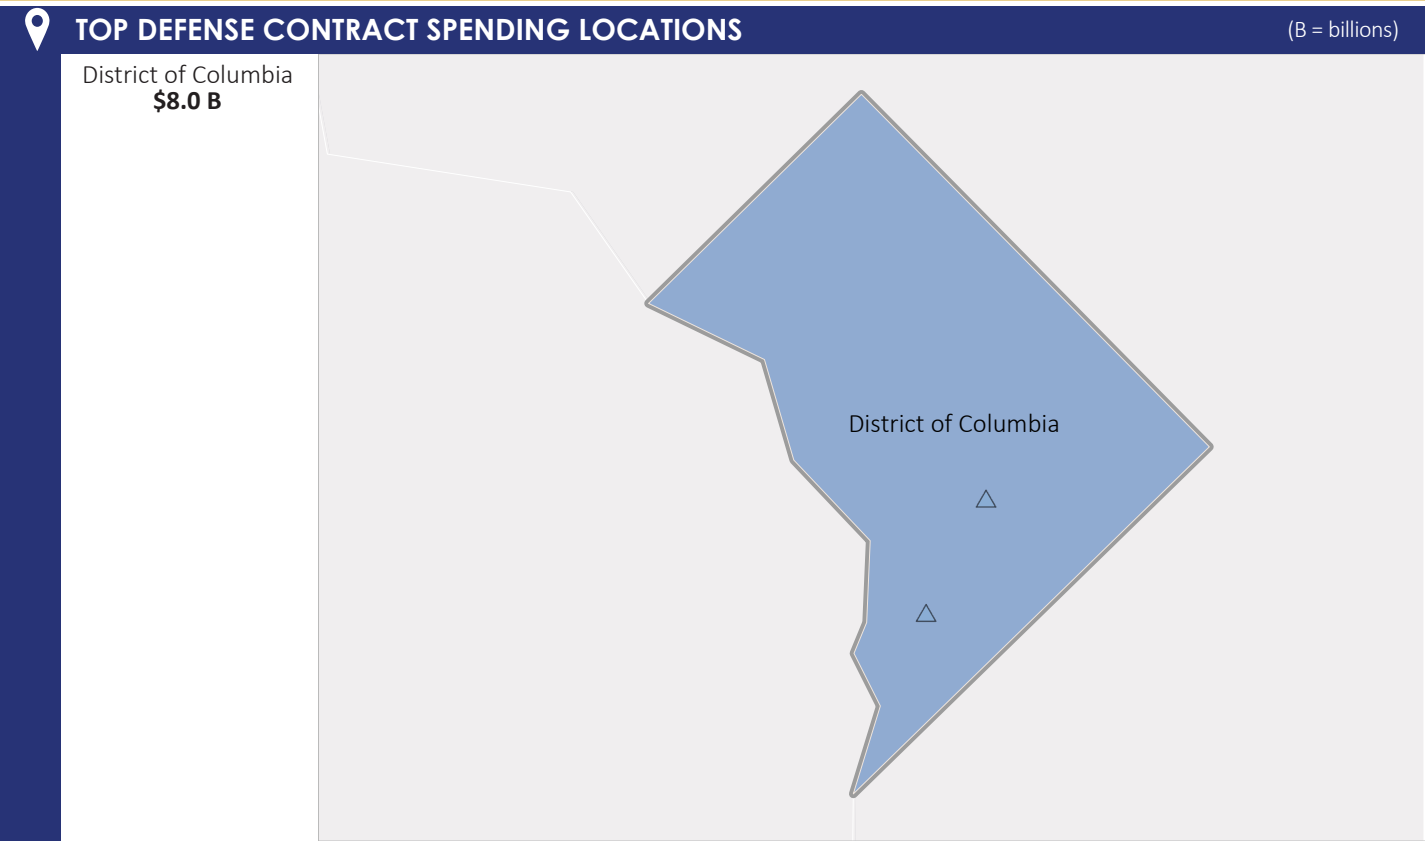 TOP DEFENSE CONTRACT SPENDING LOCATIONS
(B = billions)
District of Columbia
$8.0 B
District of Columbia